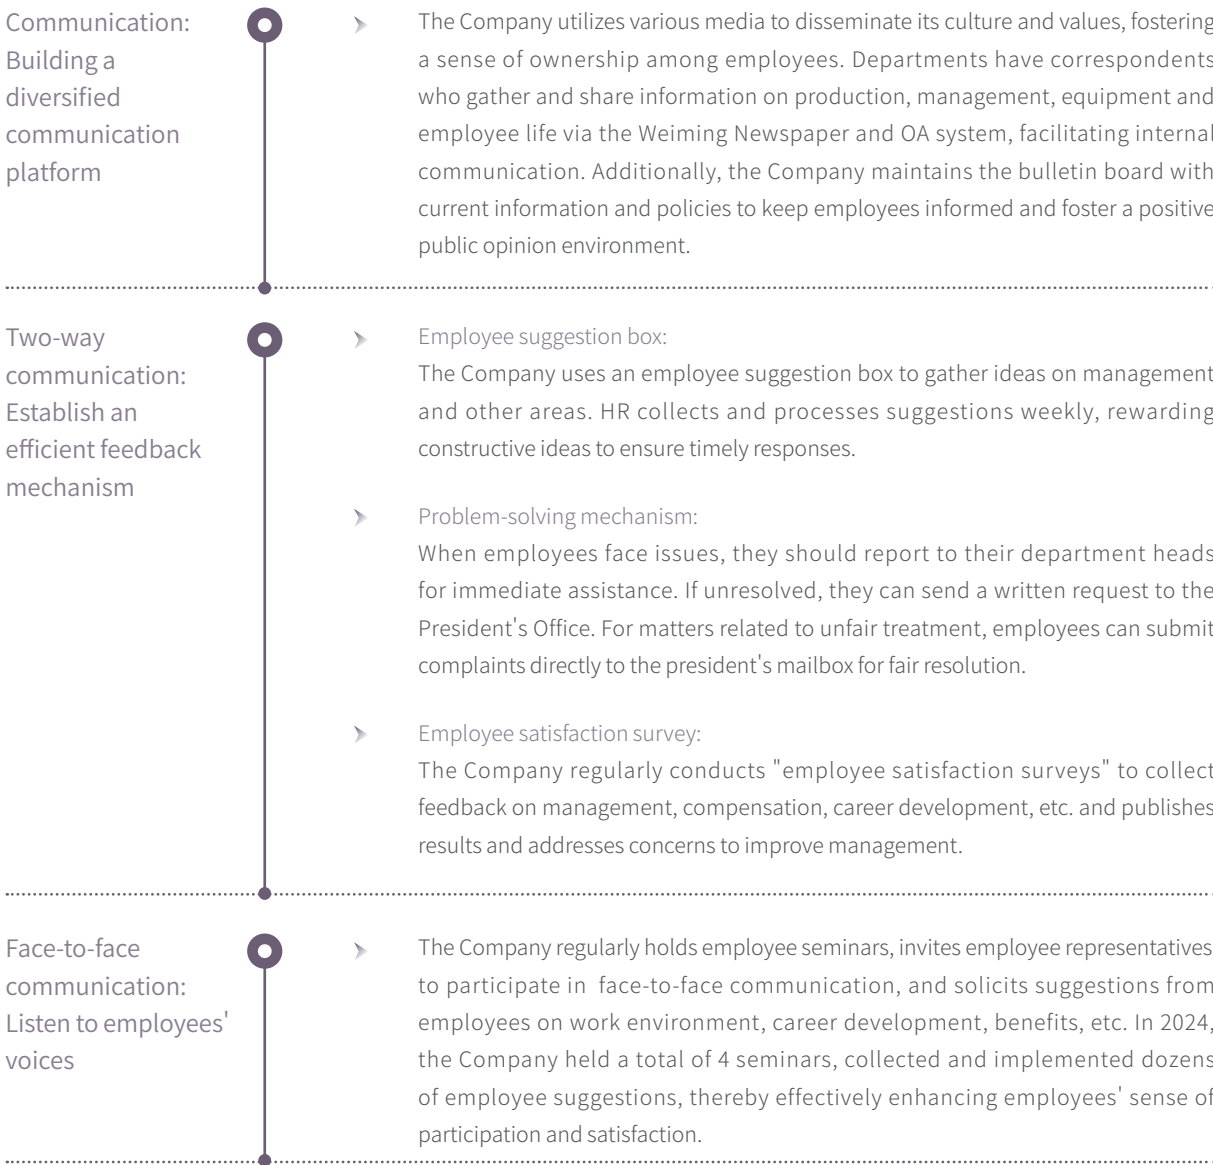 Communication:
Building a
diversified
communication
platform
The Company utilizes various media to disseminate its culture and values, fostering
a sense of ownership among employees. Departments have correspondents
who gather and share information on production, management, equipment and
employee life via the Weiming Newspaper and OA system, facilitating internal
communication. Additionally, the Company maintains the bulletin board with
current information and policies to keep employees informed and foster a positive
public opinion environment.
Two-way
communication:
Establish an
efficient feedback
mechanism
Employee suggestion box:
The Company uses an employee suggestion box to gather ideas on management
and other areas. HR collects and processes suggestions weekly, rewarding
constructive ideas to ensure timely responses.
Problem-solving mechanism:
When employees face issues, they should report to their department heads
for immediate assistance. If unresolved, they can send a written request to the
President's Office. For matters related to unfair treatment, employees can submit
complaints directly to the president's mailbox for fair resolution.
Employee satisfaction survey:
The Company regularly conducts "employee satisfaction surveys" to collect
feedback on management, compensation, career development, etc. and publishes
results and addresses concerns to improve management.
Face-to-face
communication:
Listen to employees'
voices
The Company regularly holds employee seminars, invites employee representatives
to participate in face-to-face communication, and solicits suggestions from
employees on work environment, career development, benefits, etc. In 2024,
the Company held a total of 4 seminars, collected and implemented dozens
of employee suggestions, thereby effectively enhancing employees' sense of
participation and satisfaction.